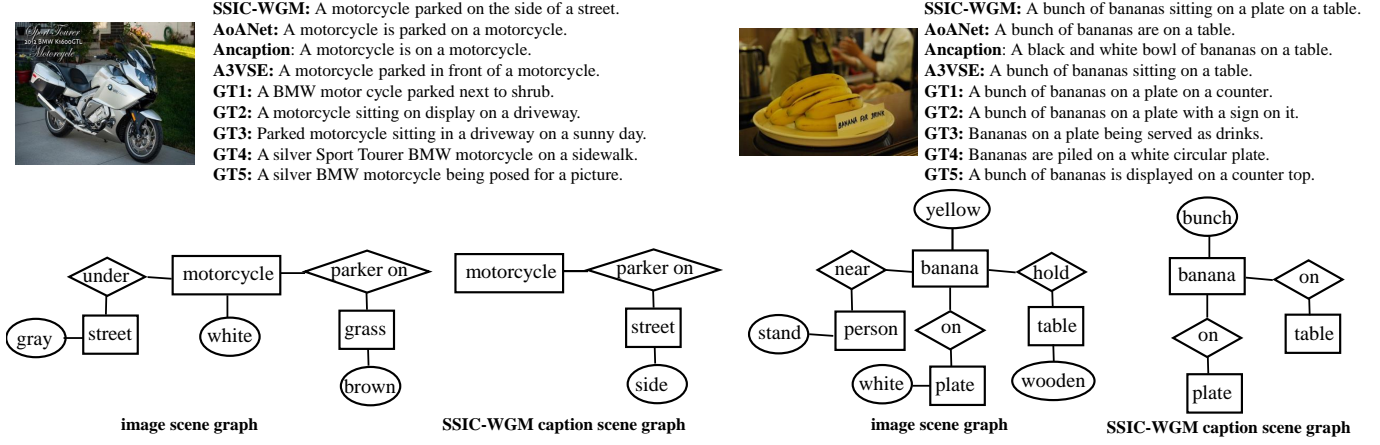 SSIC-WGM: A motorcycle parked on the side of a street.
AoANet: A motorcycle is parked on a motorcycle.
Ancaption: A motorcycle is on a motorcycle.
A3VSE: A motorcycle parked in front of a motorcycle.
GT1: A BMW motor cycle parked next to shrub.
GT2: A motorcycle sitting on display on a driveway.
GT3: Parked motorcycle sitting in a driveway on a sunny day.
GT4: A silver Sport Tourer BMW motorcycle on a sidewalk.
GT5: A silver BMW motorcycle being posed for a picture.
Sport-Tourer
2012 BMW K1600GTL
Motorcycle
SSIC-WGM: A bunch of bananas sitting on a plate on a table.
AoANet: A bunch of bananas are on a table.
Ancaption: A black and white bowl of bananas on a table.
A3VSE: A bunch of bananas sitting on a table.
GT1: A bunch of bananas on a plate on a counter.
GT2: A bunch of bananas on a plate with a sign on it.
GT3: Bananas on a plate being served as drinks.
GT4: Bananas are piled on a white circular plate.
GT5: A bunch of bananas is displayed on a counter top.
BANANA FOR DRINK
under
motorcycle
parker on
gray
street
white
grass
brown
image scene graph
motorcycle
parker on
street
side
SSIC-WGM caption scene graph
yellow
near
banana
hold
stand
person
on
table
white
plate
wooden
image scene graph
bunch
banana
on
on
table
plate
SSIC-WGM caption scene graph